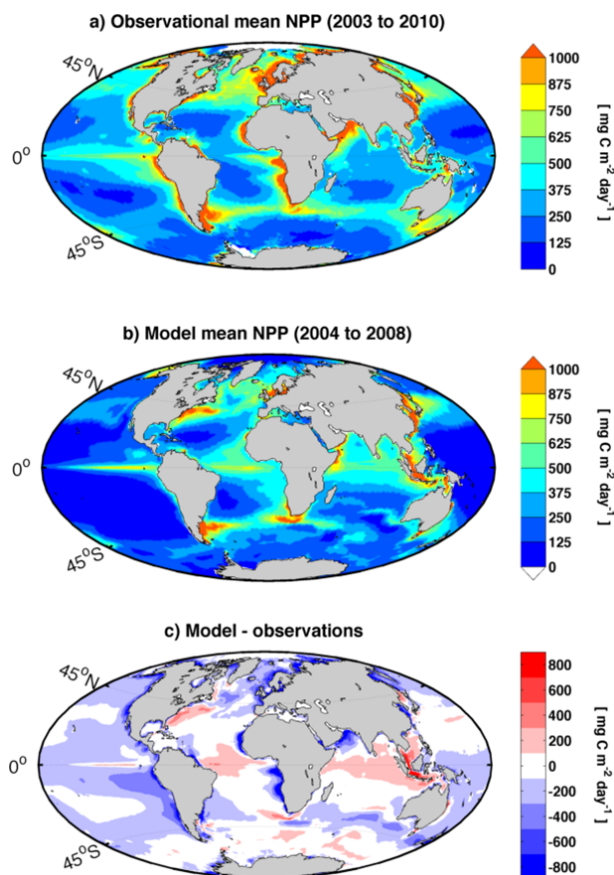 a) Observational mean NPP (2003 to 2010)
45°N
0°
45°S
1000
875
750
625
500
375
250
125
0
[ mg C m-2 day-1 ]
b) Model mean NPP (2004 to 2008)
45°N
0°
45°S
1000
875
750
625
500
375
250
125
0
[ mg C m-2 day-1 ]
c) Model - observations
45°N
0°
45°S
800
600
400
200
0
-200
-400
-600
-800
[ mg C m-2 day-1 ]